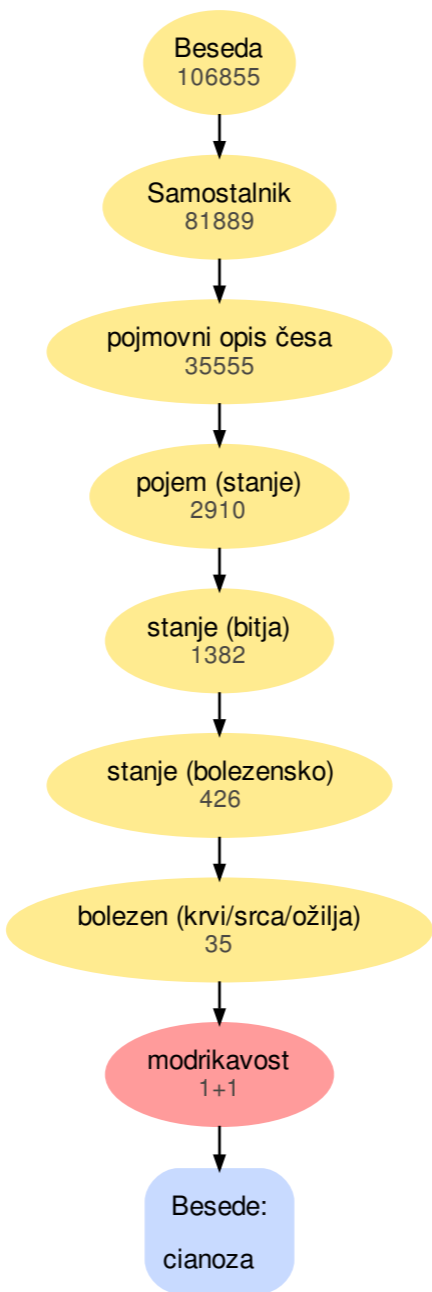 Beseda
106855
Samostalnik
81889
pojmovni opis česa
35555
pojem (stanje)
2910
stanje (bitja)
1382
stanje (bolezensko)
426
bolezen (krvi/srca/ožilja)
35
modrikavost
1+1
Besede:
cianoza